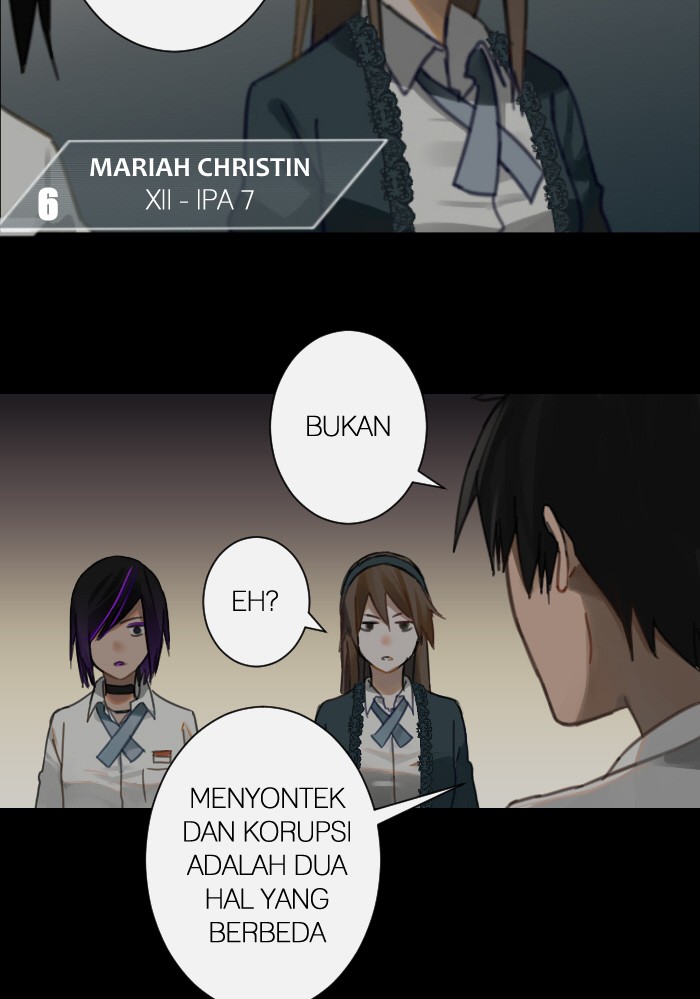 MARIAH CHRISTIN
6
XII - IPA 7
BUKAN
EH?
MENYONTEK
DAN KORUPSI
ADALAH DUA
HAL YANG
BERBEDA